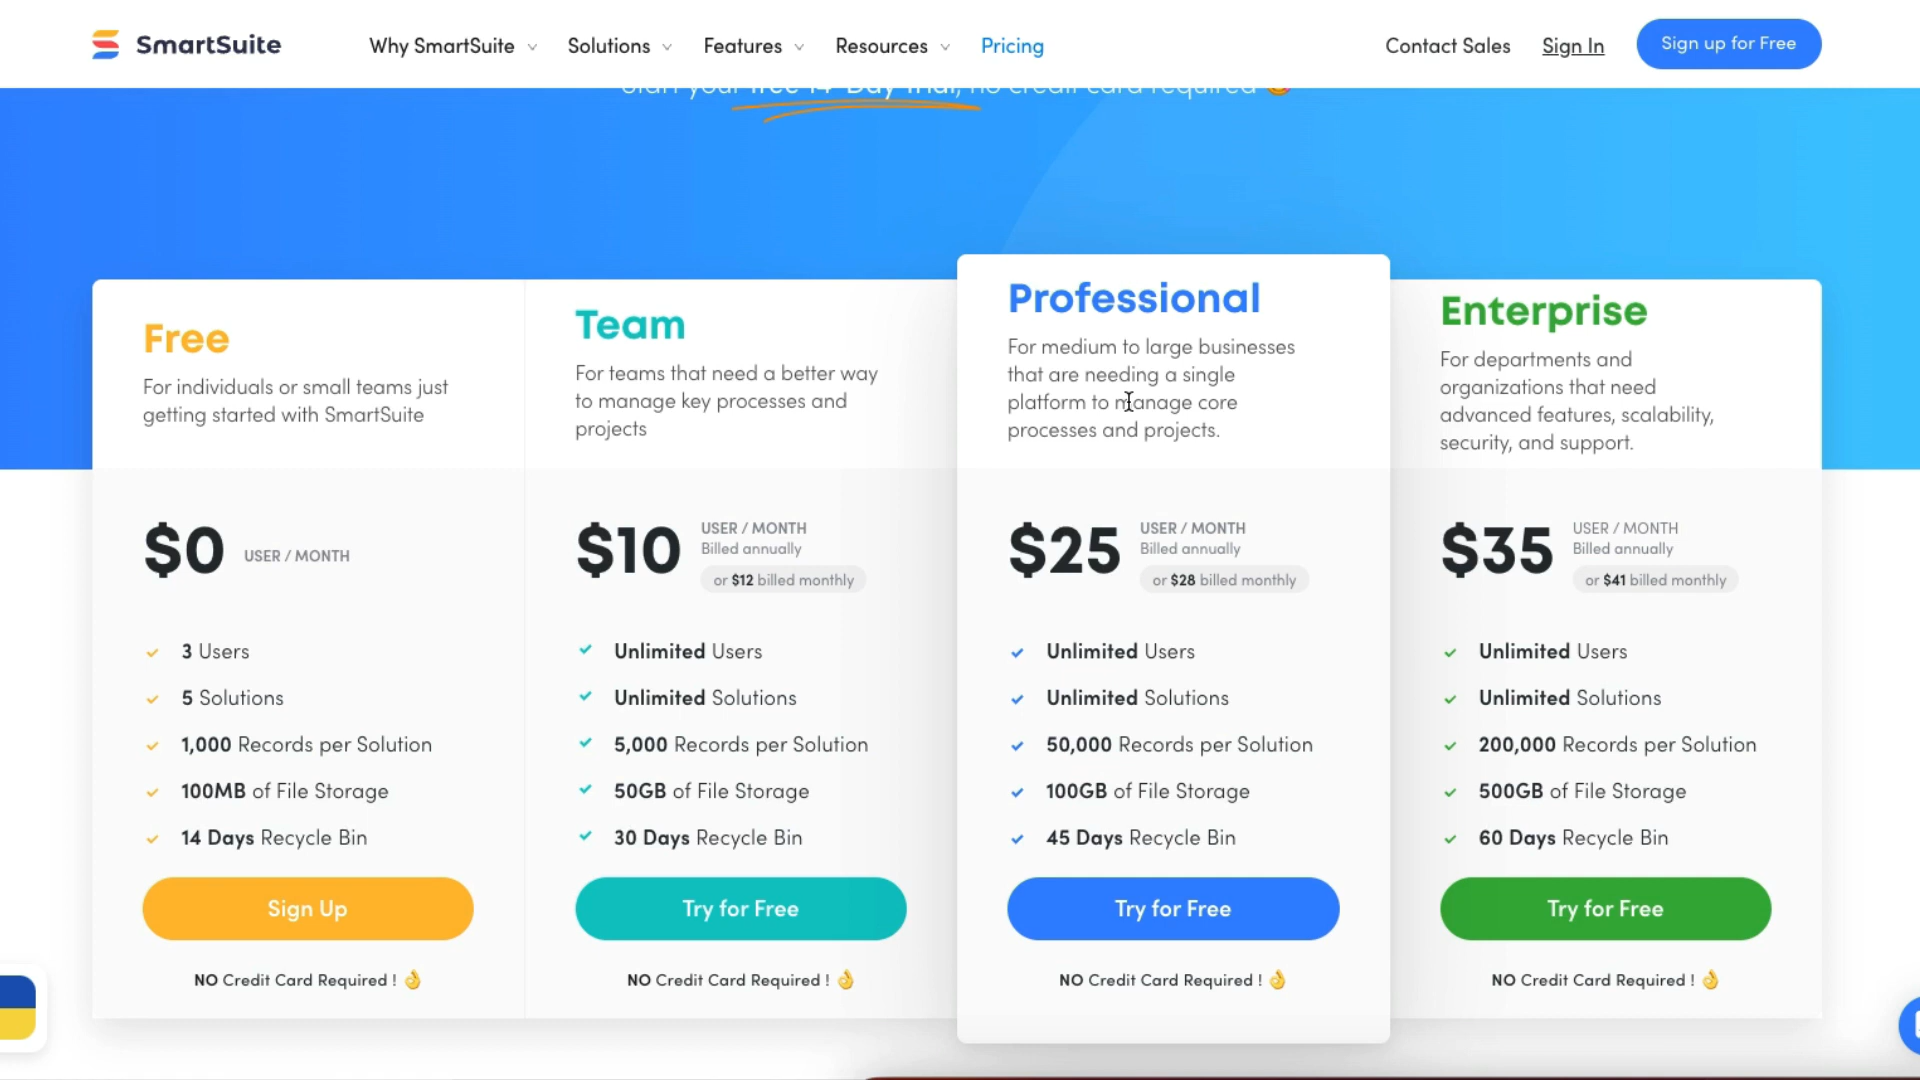 SmartSuite
Why SmartSuite
Solutions
Features
Resources
Pricing
Contact Sales
Sign In
Sign up for Free
Start your free 14-Day Trial, no credit card required
Free
For individuals or small teams just
getting started with SmartSuite
$0
USER / MONTH
3 Users
5 Solutions
1,000 Records per Solution
100MB of File Storage
14 Days Recycle Bin
Sign Up
NO Credit Card Required ! 👌
Team
For teams that need a better way
to manage key processes and
projects
$10
USER / MONTH
Billed annually
or $12 billed monthly
Unlimited Users
Unlimited Solutions
5,000 Records per Solution
50GB of File Storage
30 Days Recycle Bin
Try for Free
NO Credit Card Required ! 👌
Professional
For medium to large businesses
that are needing a single
platform to manage core
processes and projects.
$25
USER / MONTH
Billed annually
or $28 billed monthly
Unlimited Users
Unlimited Solutions
50,000 Records per Solution
100GB of File Storage
45 Days Recycle Bin
Try for Free
NO Credit Card Required ! 👌
Enterprise
For departments and
organizations that need
advanced features, scalability,
security, and support.
$35
USER / MONTH
Billed annually
or $41 billed monthly
Unlimited Users
Unlimited Solutions
200,000 Records per Solution
500GB of File Storage
60 Days Recycle Bin
Try for Free
NO Credit Card Required ! 👌